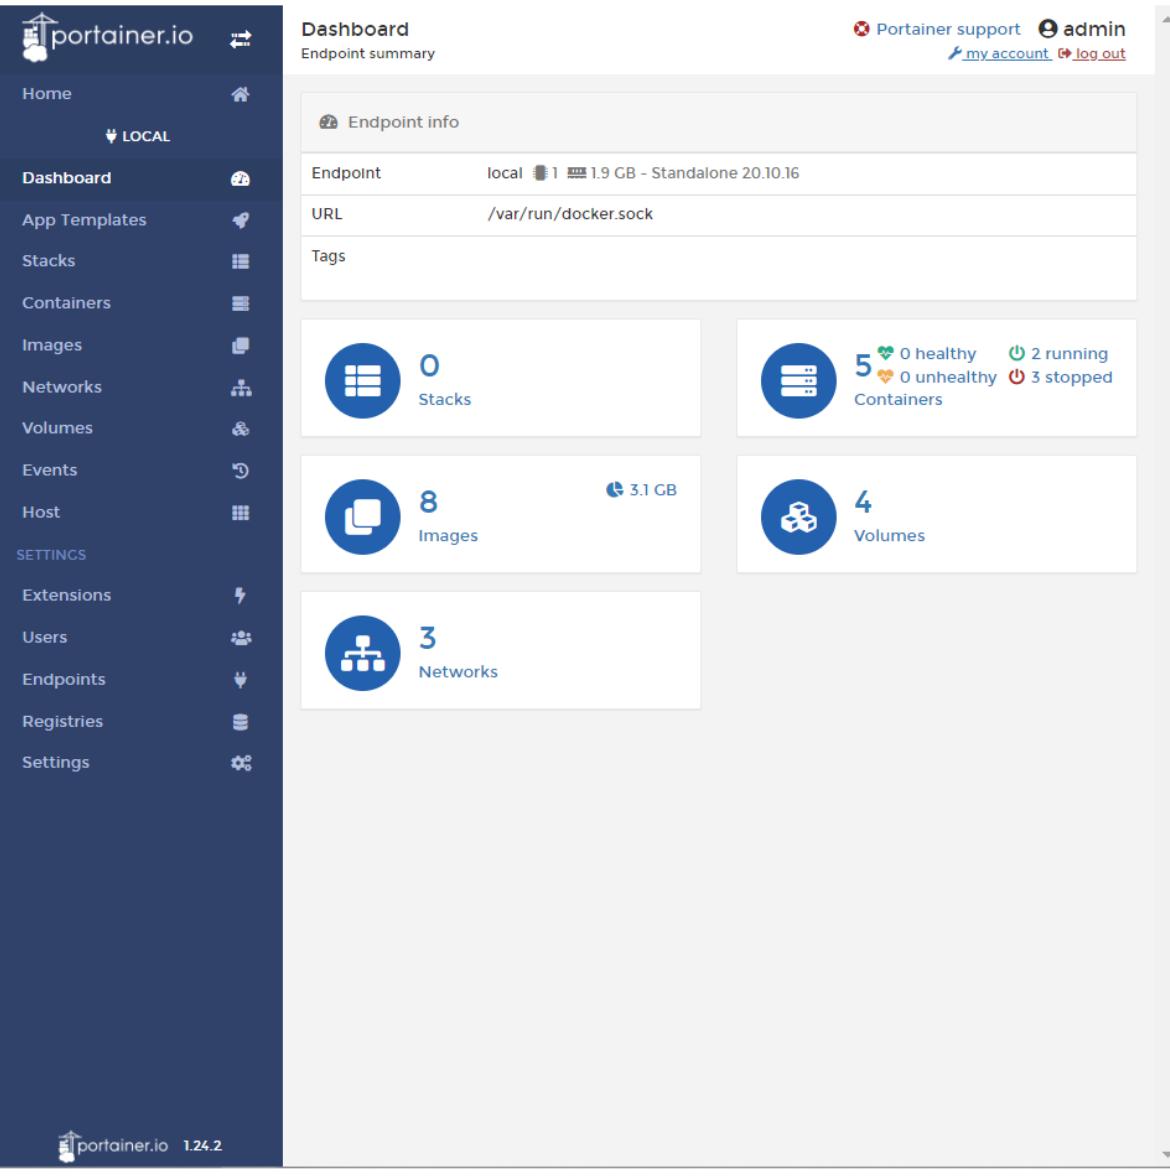 portainer.io
Home
LOCAL
Dashboard
App Templates
Stacks
Containers
Images
Networks
Volumes
Events
Host
SETTINGS
Extensions
Users
Endpoints
Registries
Settings
portainer.io 1.24.2
Dashboard
Endpoint summary
Portainer support admin
my account log out
Endpoint info
Endpoint local 1 1.9 GB - Standalone 20.10.16
URL /var/run/docker.sock
Tags
0
Stacks
5 0 healthy 2 running
0 unhealthy 3 stopped
Containers
8 3.1 GB
Images
4
Volumes
3
Networks